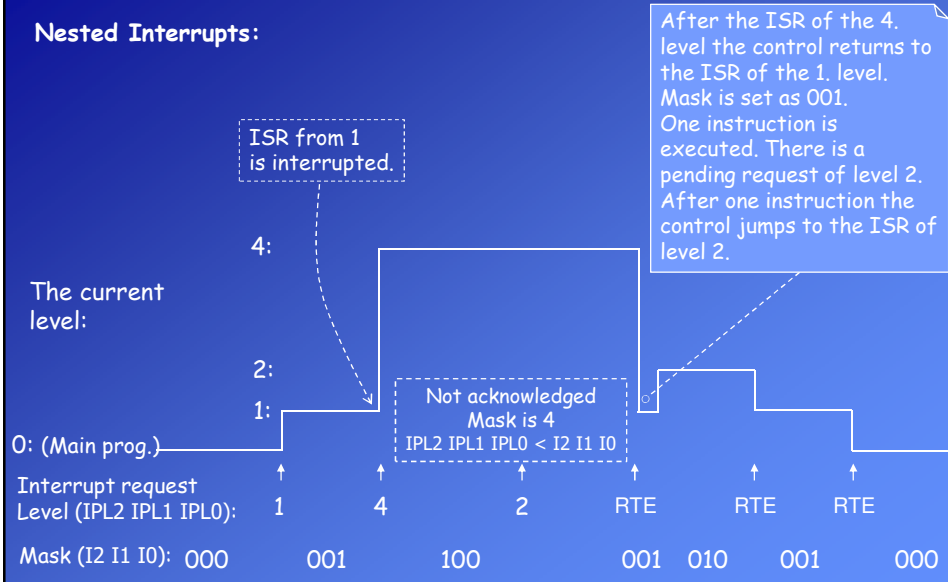 Nested Interrupts:
After the ISR of the 4.
level the control returns to
the ISR of the 1. level.
Mask is set as 001.
One instruction is
executed. There is a
pending request of level 2.
After one instruction the
control jumps to the ISR of
level 2.
ISR from 1
is interrupted.
4:
The current
level:
2:
1:
Not acknowledged
Mask is 4
IPL2 IPL1 IPL0 < I2 I1 I0
0: (Main prog.)
Interrupt request
Level (IPL2 IPL1 IPL0): 1 4 2 RTE RTE RTE
Mask (I2 I1 I0): 000 001 100 001 010 001 000